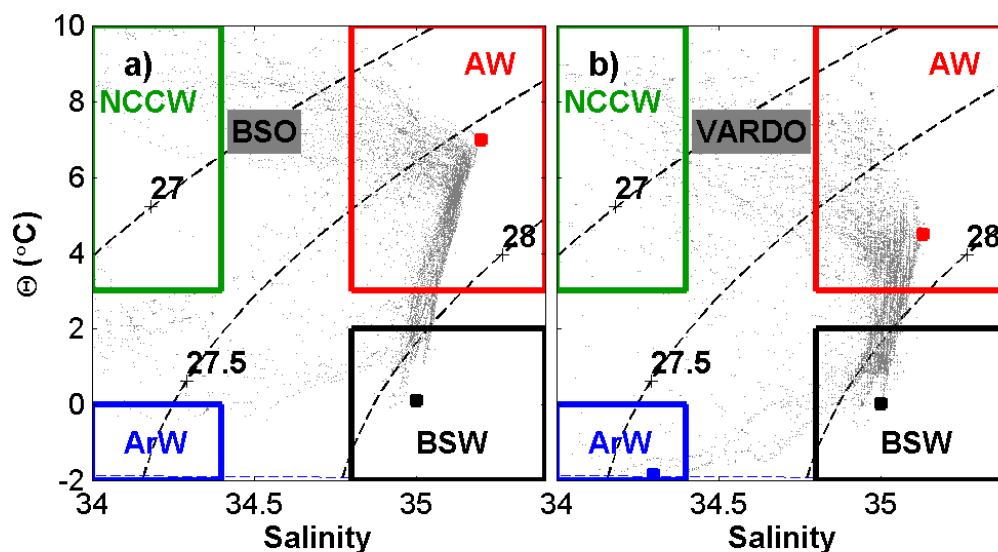 10
8
6
4
2
0
-2
Θ (°C)
a)
NCCW
BSO
AW
27
28
27.5
ArW
BSW
34
34.5
35
Salinity
b)
NCCW
VARDO
AW
27
28
27.5
ArW
BSW
34
34.5
35
Salinity